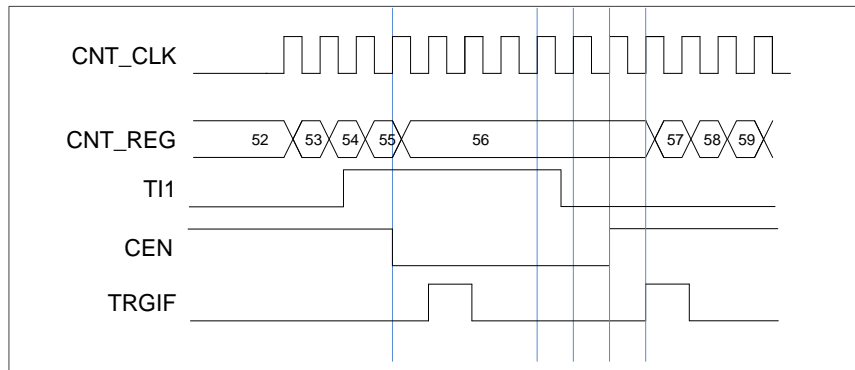 CNT_CLK
CNT_REG 52 53 54 55 56 57 58 59
TI1
CEN
TRGIF